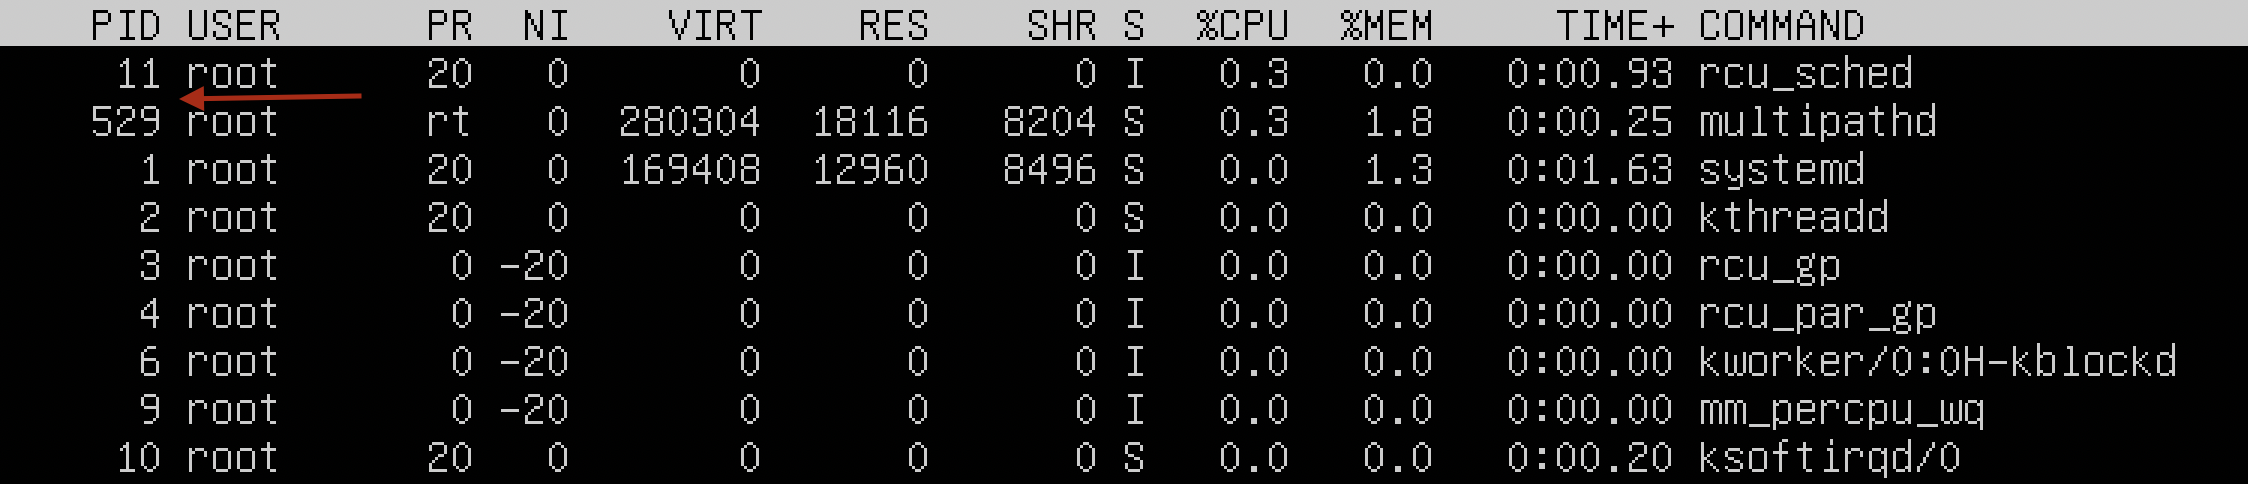 PID USER PR NI VIRT RES SHR S %CPU %MEM TIME+ COMMAND
11 root 20 0 0 0 0 I 0.3 0.0 0:00.93 rcu_sched
529 root rt 0 280304 18116 8204 S 0.3 1.8 0:00.25 multipathd
1 root 20 0 169408 12960 8496 S 0.0 1.3 0:01.63 systemd
2 root 20 0 0 0 0 S 0.0 0.0 0:00.00 kthreadd
3 root 0 -20 0 0 0 I 0.0 0.0 0:00.00 rcu_gp
4 root 0 -20 0 0 0 I 0.0 0.0 0:00.00 rcu_par_gp
6 root 0 -20 0 0 0 I 0.0 0.0 0:00.00 kworker/0:0H-kblockd
9 root 0 -20 0 0 0 I 0.0 0.0 0:00.00 mm_percpu_wq
10 root 20 0 0 0 0 S 0.0 0.0 0:00.20 ksoftirqd/0